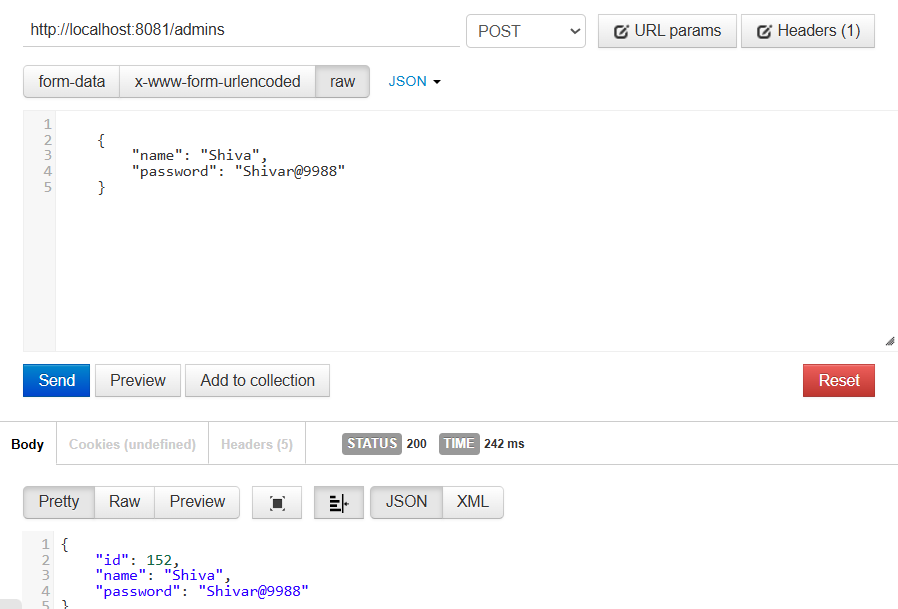 http://localhost:8081/admins POST URL params Headers (1)
form-data x-www-form-urlencoded raw JSON
1
2 {
3 "name": "Shiva",
4 "password": "Shivar@9988"
5 }
Send Preview Add to collection Reset
Body Cookies (undefined) Headers (5) STATUS 200 TIME 242 ms
Pretty Raw Preview JSON XML
1 {
2 "id": 152,
3 "name": "Shiva",
4 "password": "Shivar@9988"
5 }